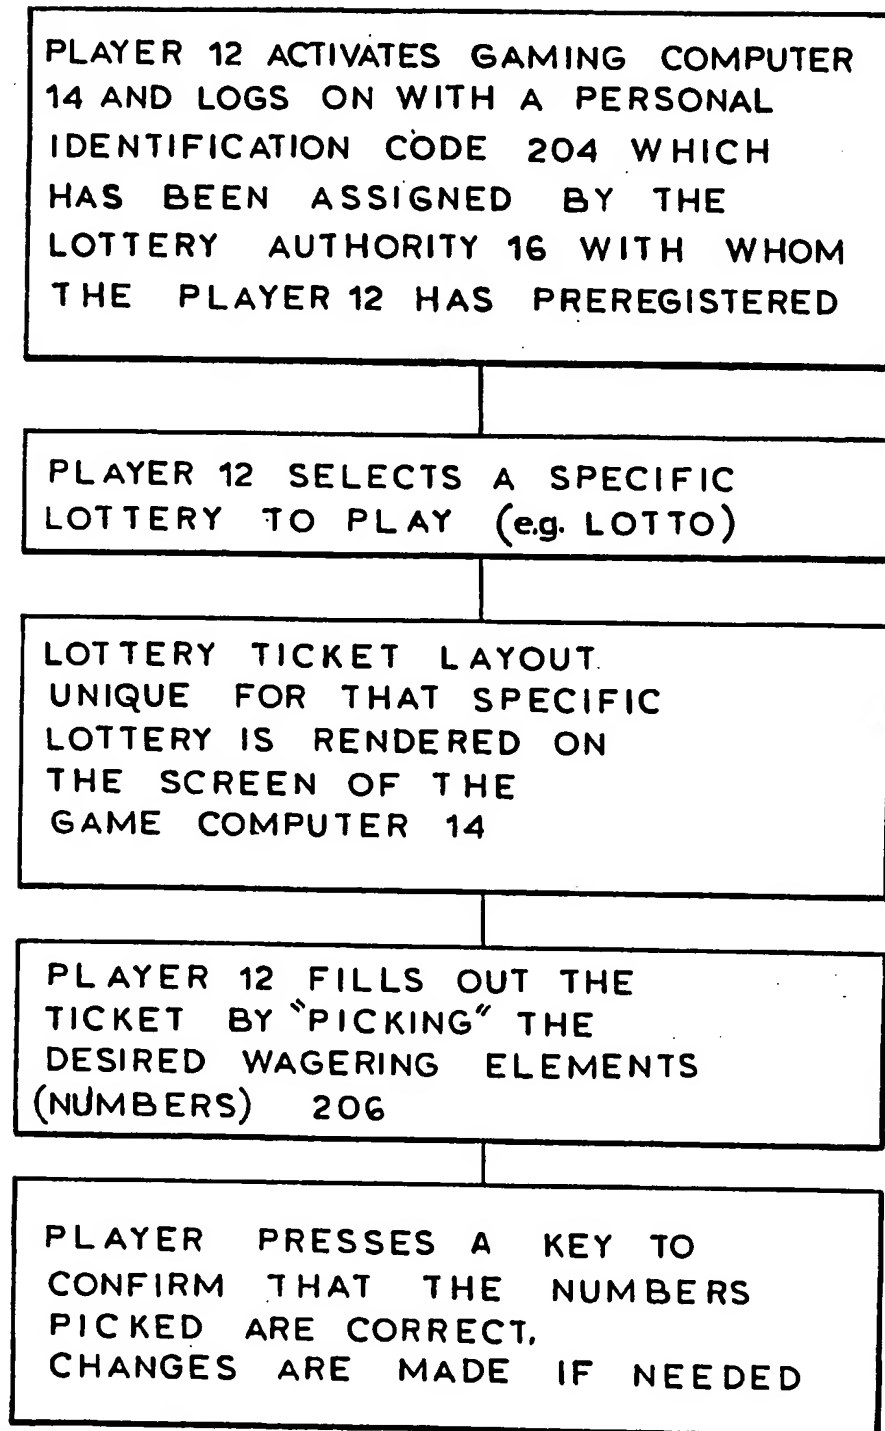 PLAYER 12 ACTIVATES GAMING COMPUTER
14 AND LOGS ON WITH A PERSONAL
IDENTIFICATION CODE 204 WHICH
HAS BEEN ASSIGNED BY THE
LOTTERY AUTHORITY 16 WITH WHOM
THE PLAYER 12 HAS PREREGISTERED
PLAYER 12 SELECTS A SPECIFIC
LOTTERY TO PLAY (e.g. LOTTO)
LOTTERY TICKET LAYOUT
UNIQUE FOR THAT SPECIFIC
LOTTERY IS RENDERED ON
THE SCREEN OF THE
GAME COMPUTER 14
PLAYER 12 FILLS OUT THE
TICKET BY "PICKING" THE
DESIRED WAGERING ELEMENTS
(NUMBERS) 206
PLAYER PRESSES A KEY TO
CONFIRM THAT THE NUMBERS
PICKED ARE CORRECT.
CHANGES ARE MADE IF NEEDED